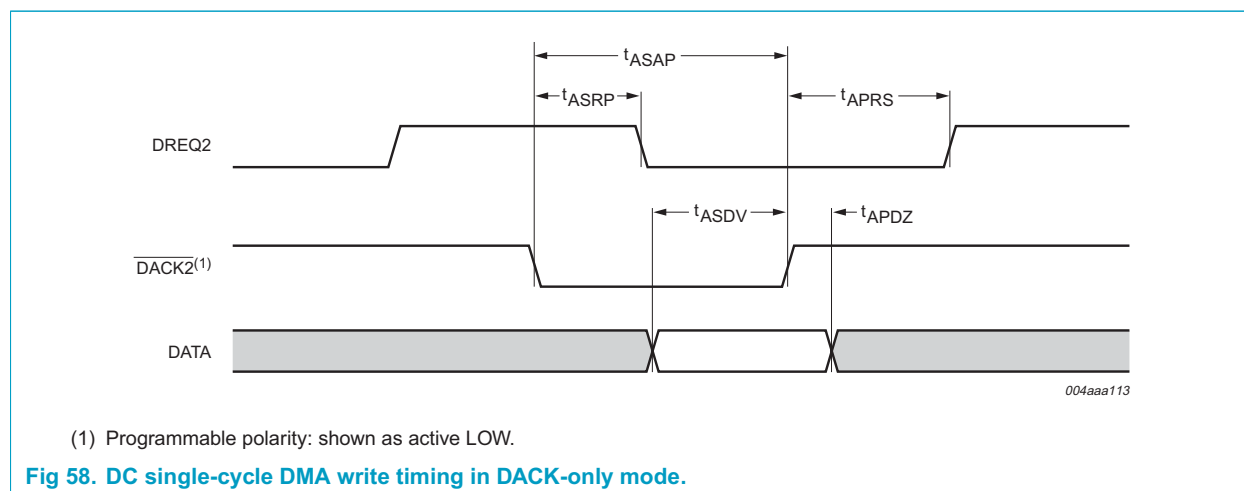 tASAP
tASRP
tAPRS
DREQ2
tASDV
tAPDZ
DACK2(1)
DATA
004aaa113
(1) Programmable polarity: shown as active LOW.
Fig 58. DC single-cycle DMA write timing in DACK-only mode.